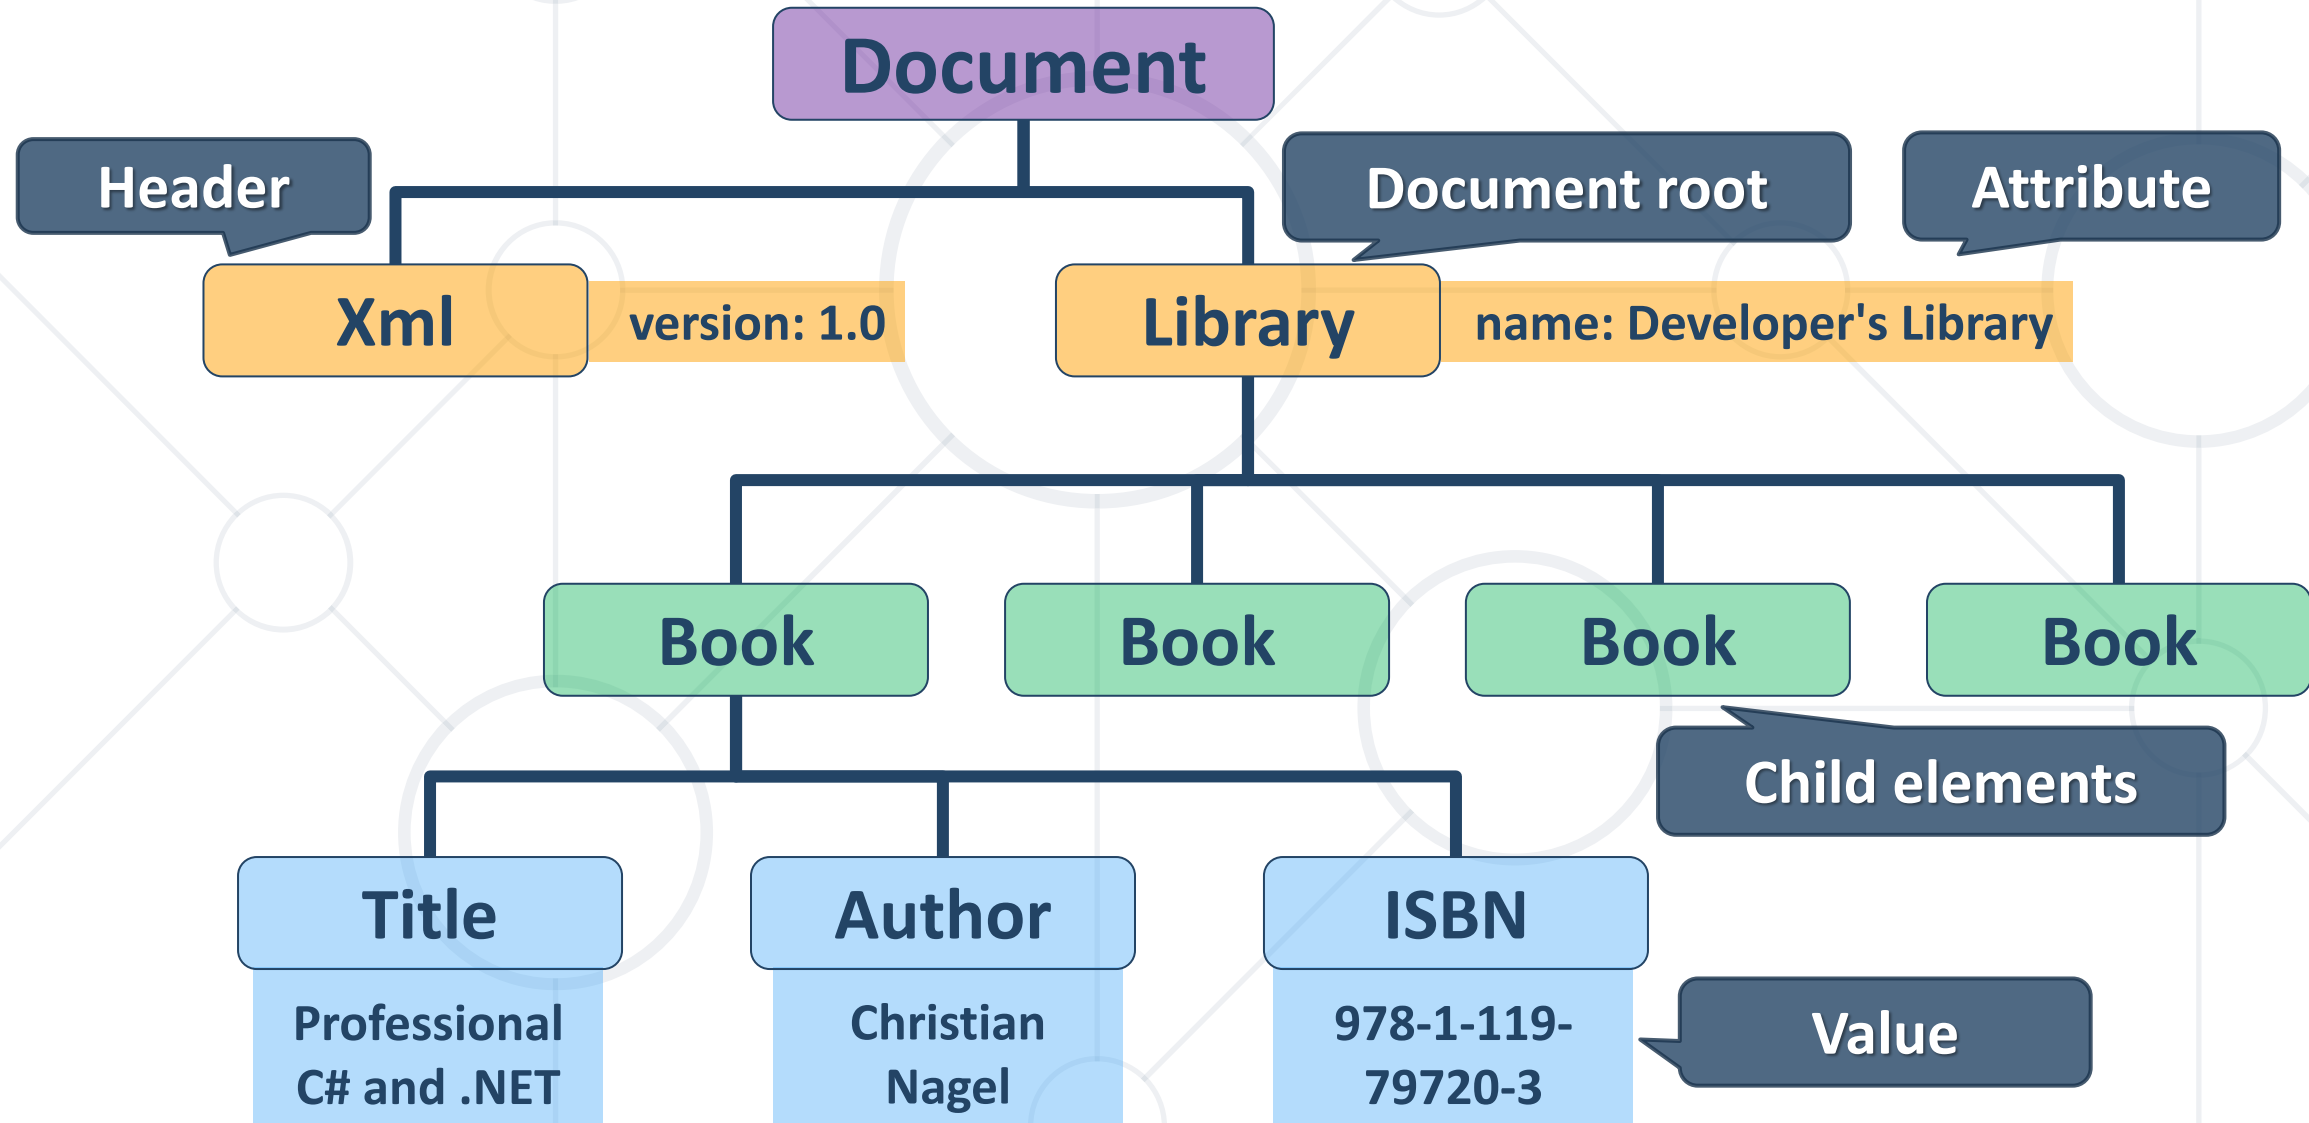 Document
Header
Document root
Attribute
Xml
version: 1.0
Library
name: Developer's Library
Book
Book
Book
Book
Child elements
Title
Author
ISBN
Professional
C# and .NET
Christian
Nagel
978-1-119-
79720-3
Value